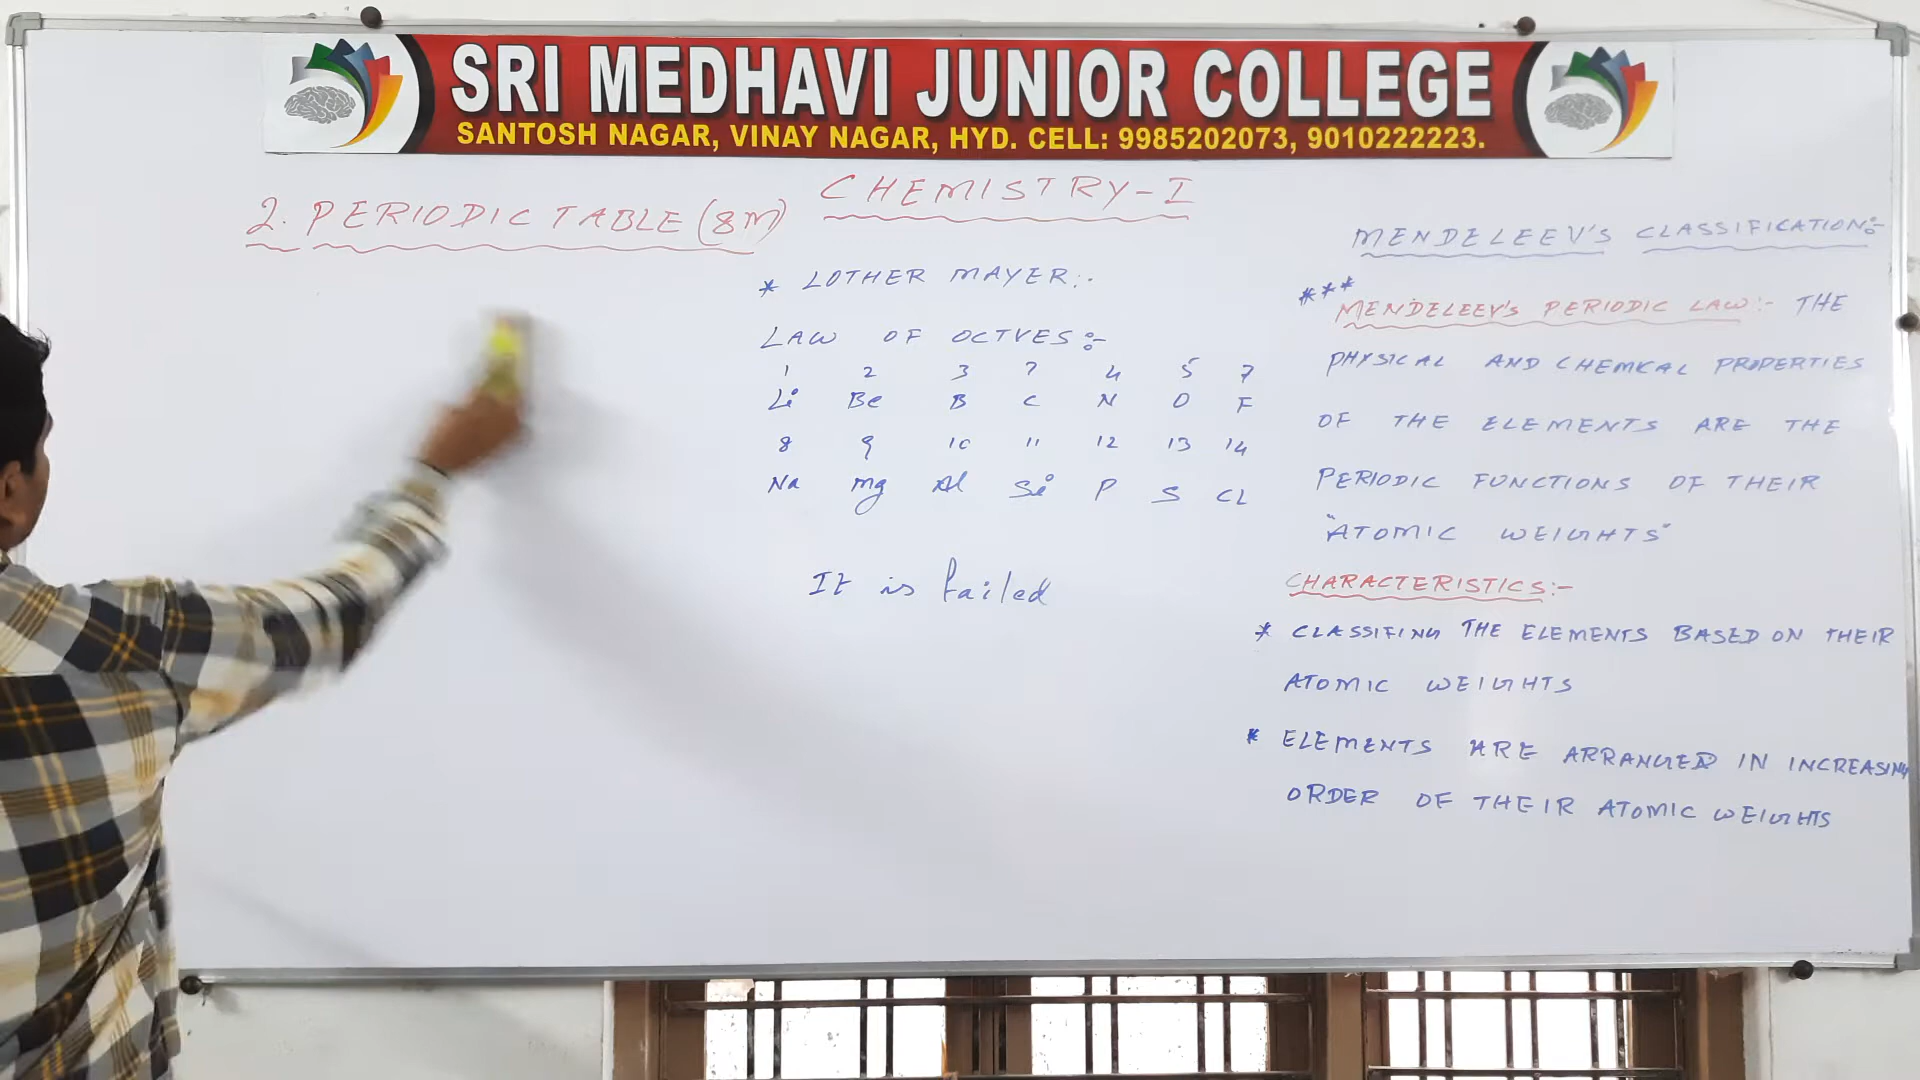 SRI MEDHAVI JUNIOR COLLEGE
SANTOSH NAGAR, VINAY NAGAR, HYD. CELL: 9985202073, 9010222223.
CHEMISTRY-I
2. PERIODIC TABLE (8M)
* LOTHER MAYER:.
LAW OF OCTVES:-
1 2 3 ? 4 5 7
Li Be B C N O F
8 9 10 11 12 13 14
Na Mg Al Si P S CL
It is failed
MENDELEEV'S CLASSIFICATION:-
*** MENDELEEV'S PERIODIC LAW:- THE
PHYSICAL AND CHEMKAL PROPERTIES
OF THE ELEMENTS ARE THE
PERIODIC FUNCTIONS OF THEIR
"ATOMIC WEIGHTS"
CHARACTERISTICS:-
* CLASSIFING THE ELEMENTS BASED ON THEIR
ATOMIC WEIGHTS
* ELEMENTS ARE ARRANGED IN INCREASING
ORDER OF THEIR ATOMIC WEIGHTS